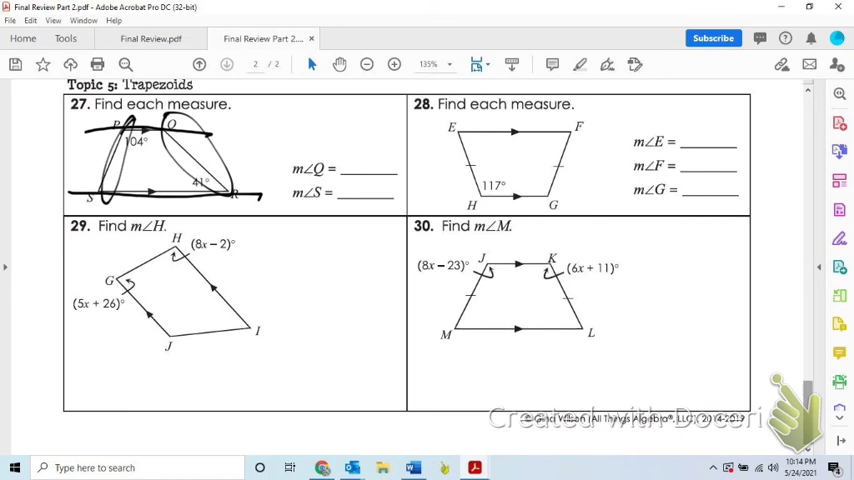 Final Review Part 2.pdf - Adobe Acrobat Pro DC (32-bit)
File Edit View Window Help
Home Tools Final Review.pdf Final Review Part 2.... × Subscribe
2 / 2 135%
Topic 5: Trapezoids
27. Find each measure.
P Q
104°
41°
S R
m∠Q = ________
m∠S = ________
28. Find each measure.
E F
117°
H G
m∠E = ________
m∠F = ________
m∠G = ________
29. Find m∠H.
H
(8x – 2)°
G
(5x + 26)°
I
J
30. Find m∠M.
(8x – 23)° J K (6x + 11)°
M L
© Gina Wilson (All Things Algebra®, LLC), 2014-2019
Created with Doceri
Type here to search
10:14 PM
5/24/2021
4